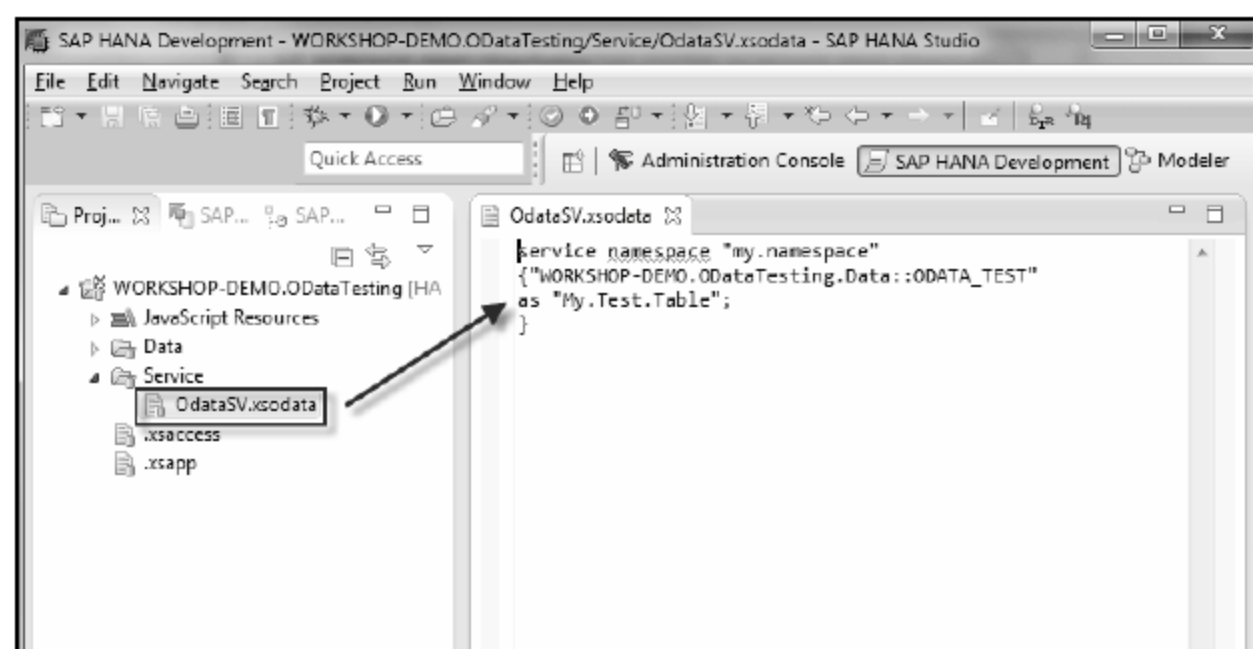 SAP HANA Development - WORKSHOP-DEMO.ODataTesting/Service/OdataSV.xsodata - SAP HANA Studio
File Edit Navigate Search Project Run Window Help
Quick Access
Administration Console
SAP HANA Development
Modeler
Proj... SAP... SAP...
WORKSHOP-DEMO.ODataTesting [HA
JavaScript Resources
Data
Service
OdataSV.xsodata
.xsaccess
.xsapp
OdataSV.xsodata
service namespace "my.namespace"
{"WORKSHOP-DEMO.ODataTesting.Data::ODATA_TEST"
as "My.Test.Table";
}